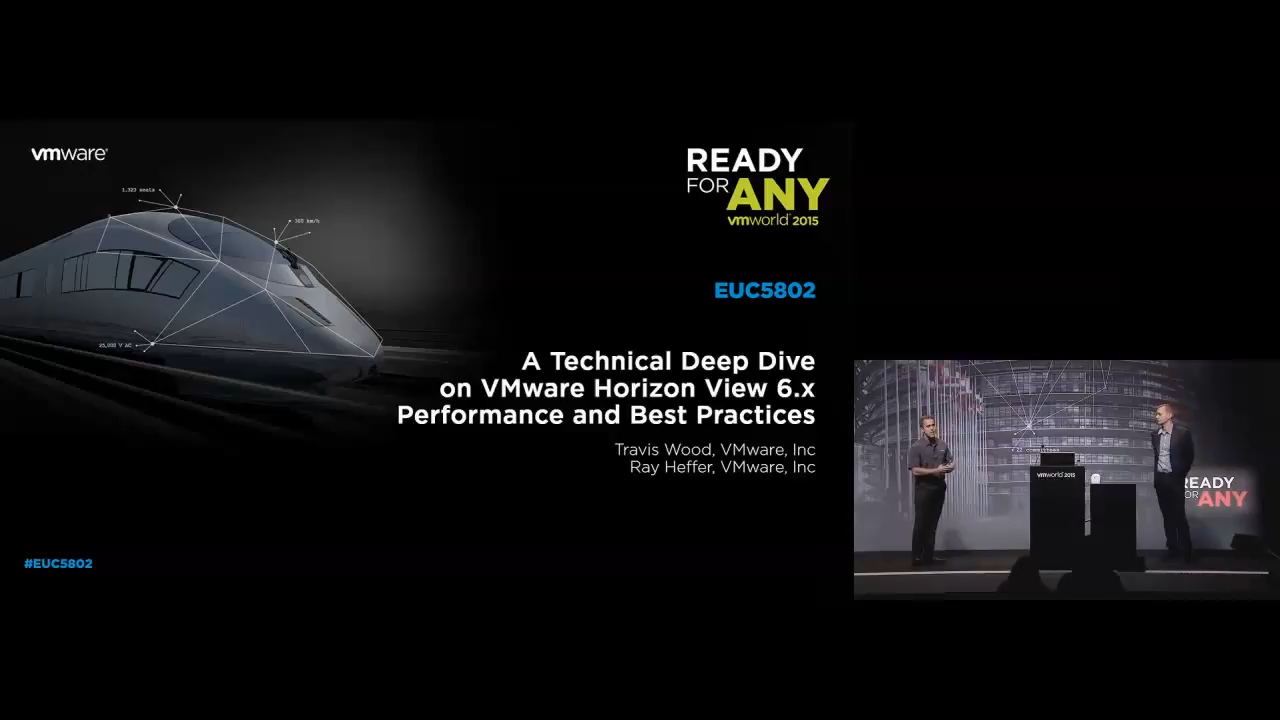 vmware
READY
FOR ANY
vmworld 2015
1,323 seats
300 km/h
25,000 V AC
EUC5802
A Technical Deep Dive
on VMware Horizon View 6.x
Performance and Best Practices
Travis Wood, VMware, Inc
Ray Heffer, VMware, Inc
#EUC5802
22 committees
vmworld 2015
READY
FOR ANY